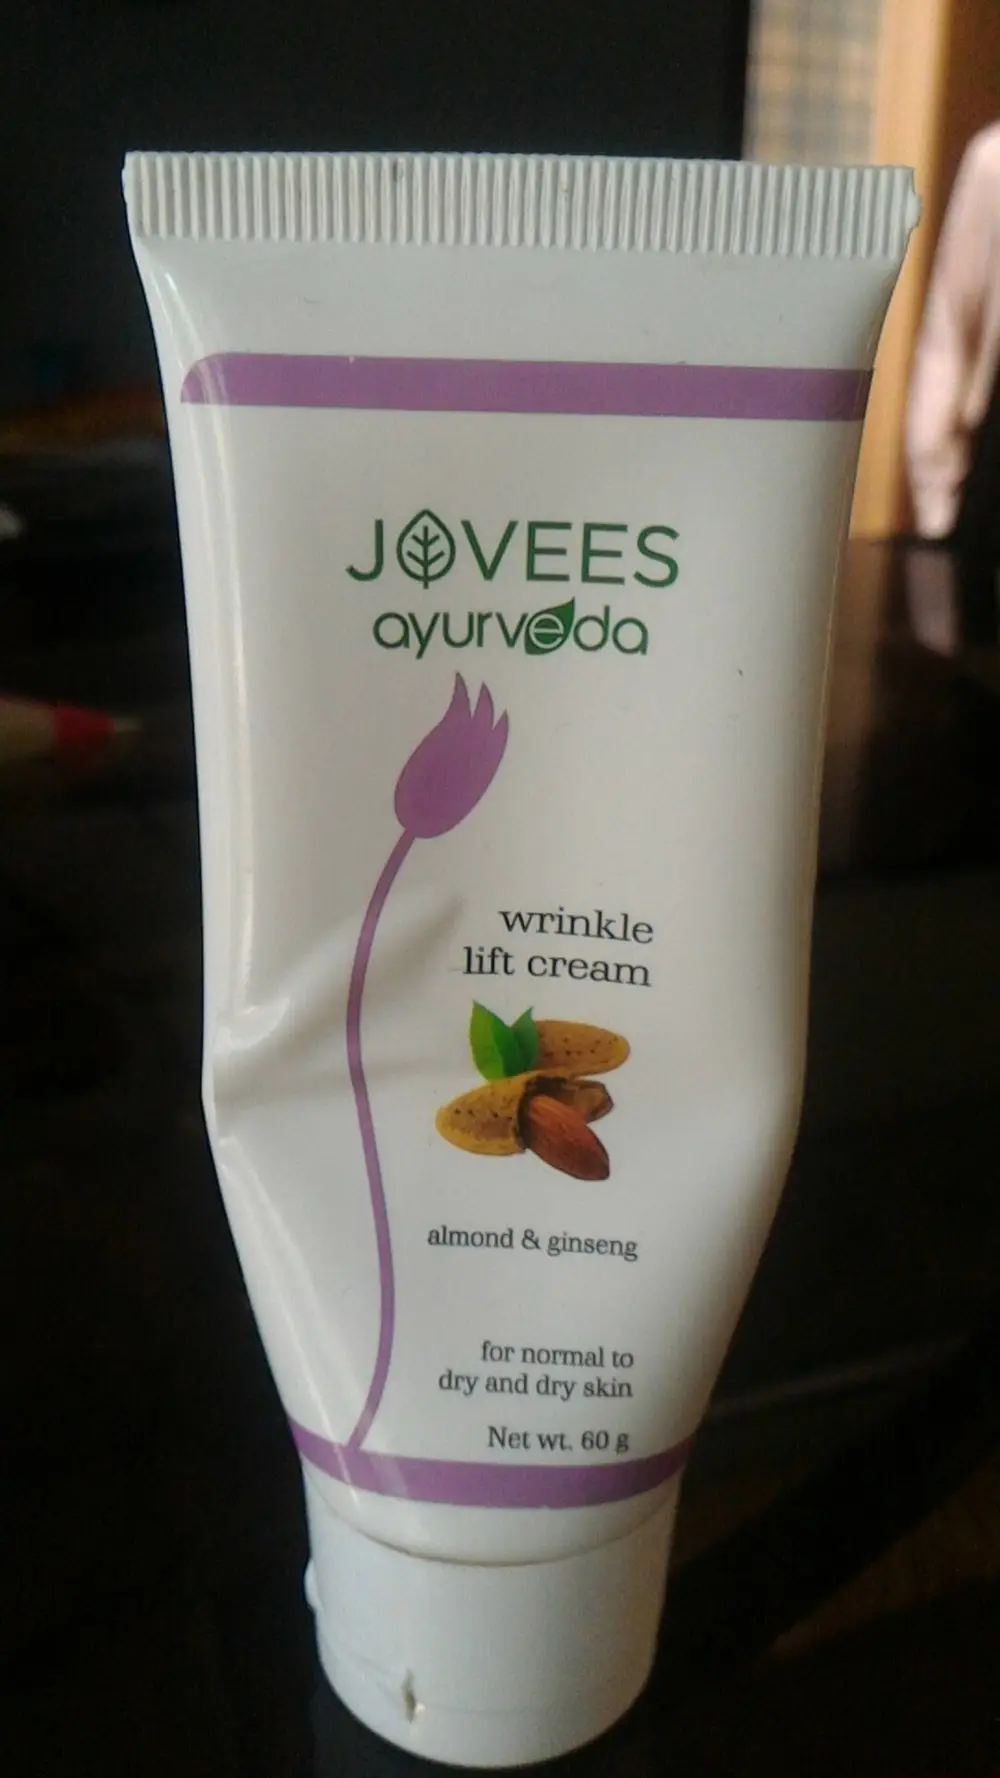 JOVEES
ayurveda
wrinkle
lift cream
almond & ginseng
for normal to
dry and dry skin
Net wt. 60 g